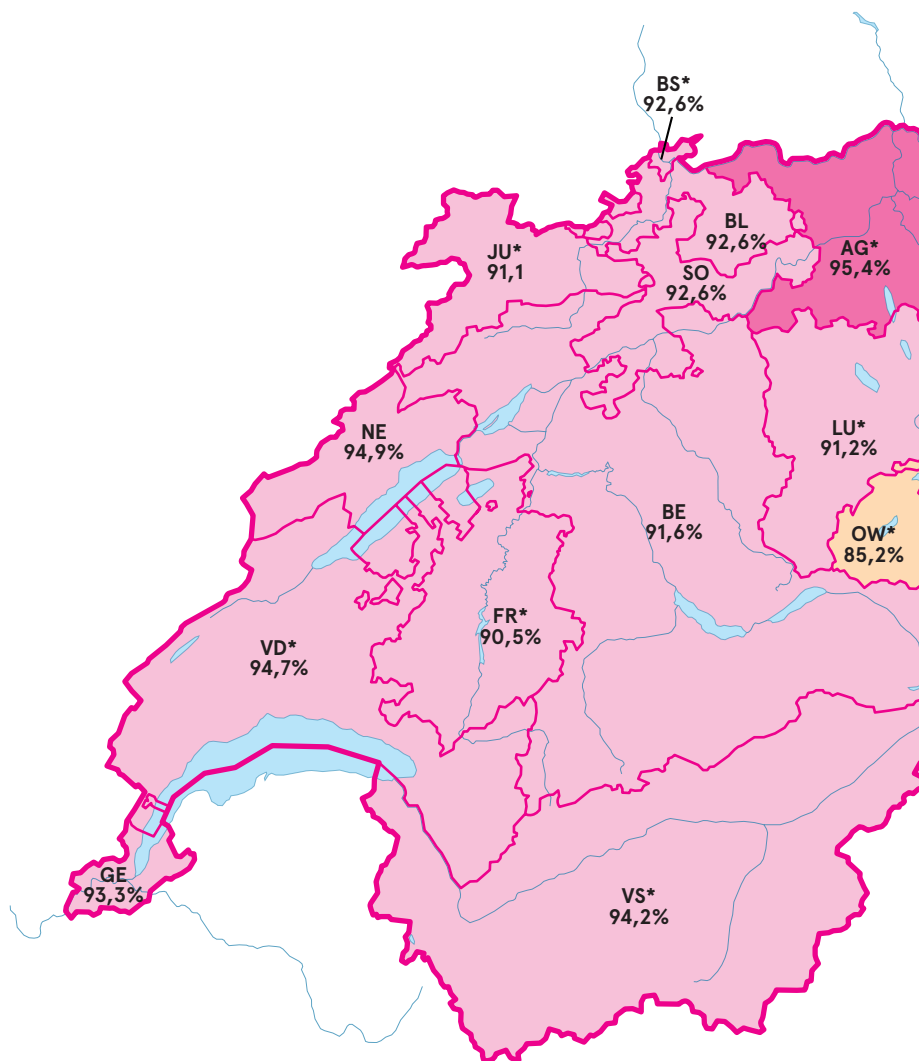 BS*
92,6%
BL
92,6%
AG*
95,4%
JU*
91,1
SO
92,6%
NE
94,9%
LU*
91,2%
BE
91,6%
OW*
85,2%
FR*
90,5%
VD*
94,7%
GE
93,3%
VS*
94,2%